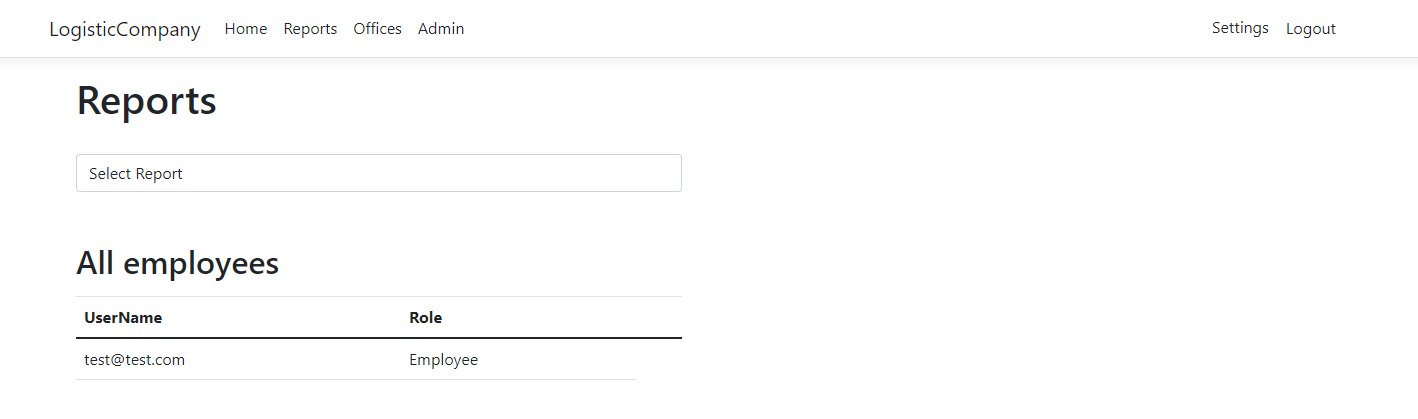 LogisticCompany Home Reports Offices Admin Settings Logout
Reports
Select Report
All employees
UserName Role
test@test.com Employee